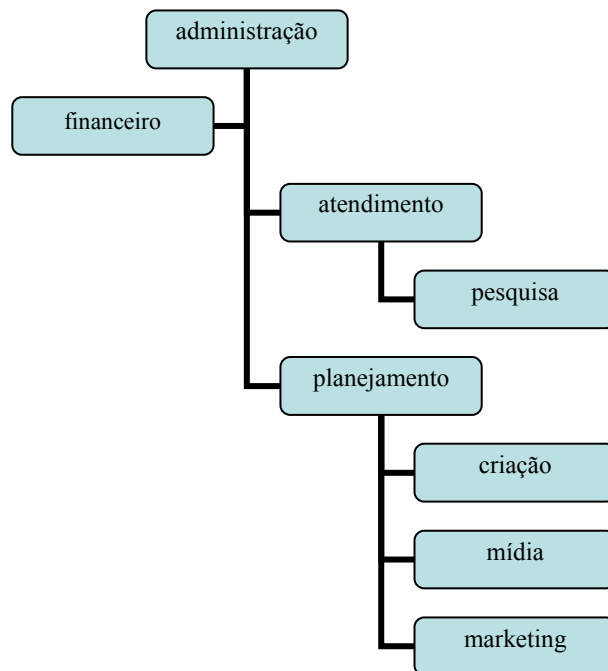 administração
financeiro
atendimento
pesquisa
planejamento
criação
mídia
marketing